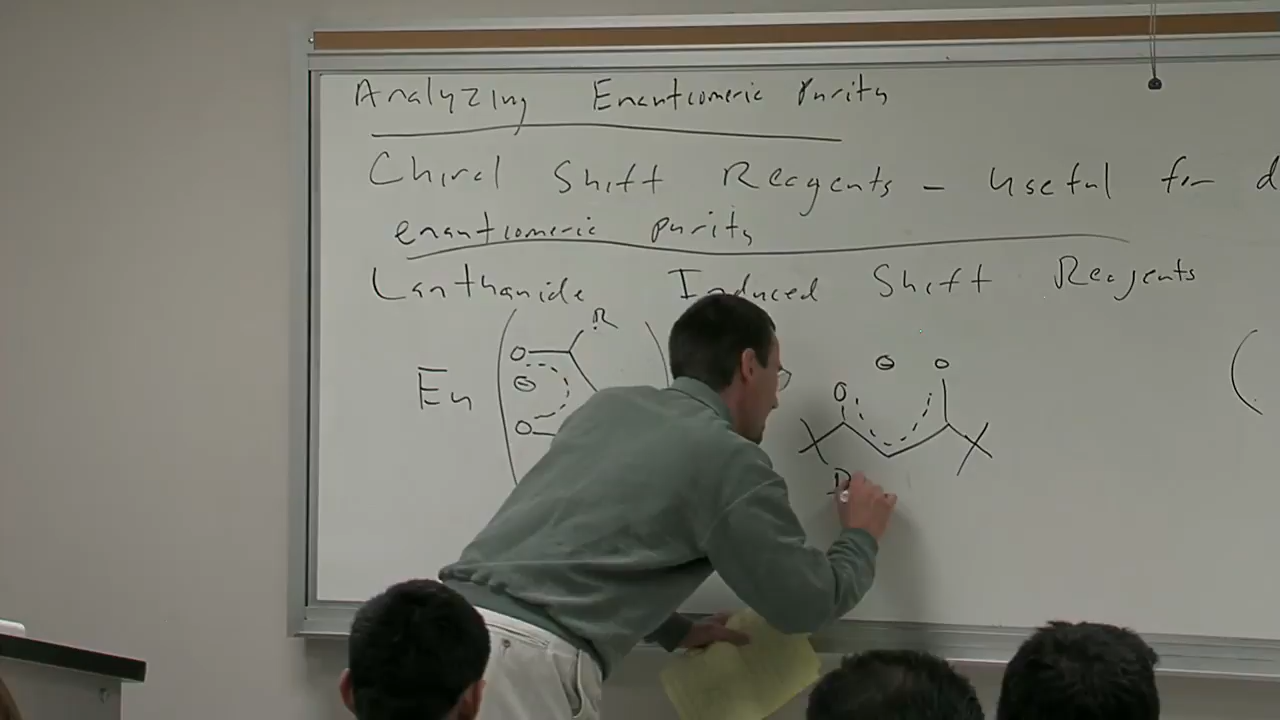 Analyzing Enantiomeric Purity
Chiral Shift Reagents - Useful for d
enantiomeric purity
Lanthanide Induced Shift Reagents
R
O
Eu
O
O O
D